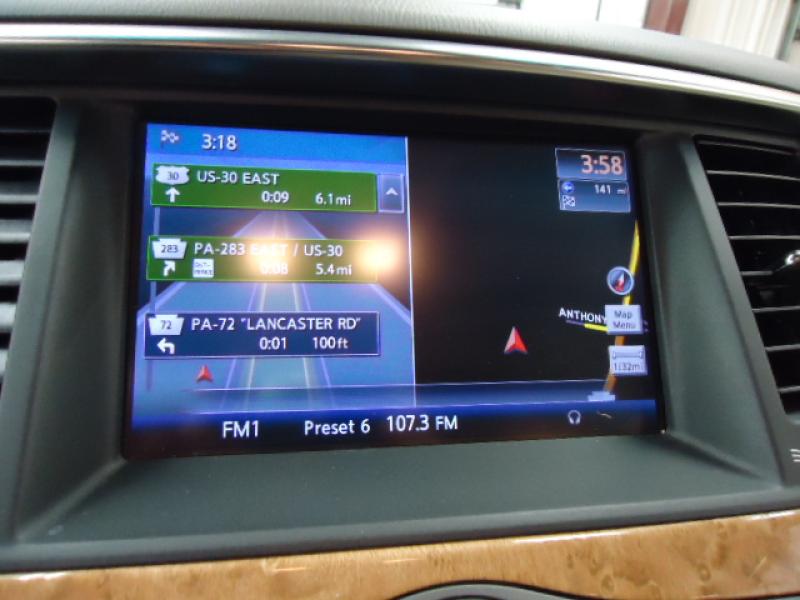 3:18
30 US-30 EAST
0:09 6.1mi
283 PA-283 EAST / US-30
0:08 5.4mi
72 PA-72 "LANCASTER RD"
0:01 100ft
3:58
141 mi
ANTHONY
Map
Menu
1/32mi
FM1 Preset 6 107.3 FM